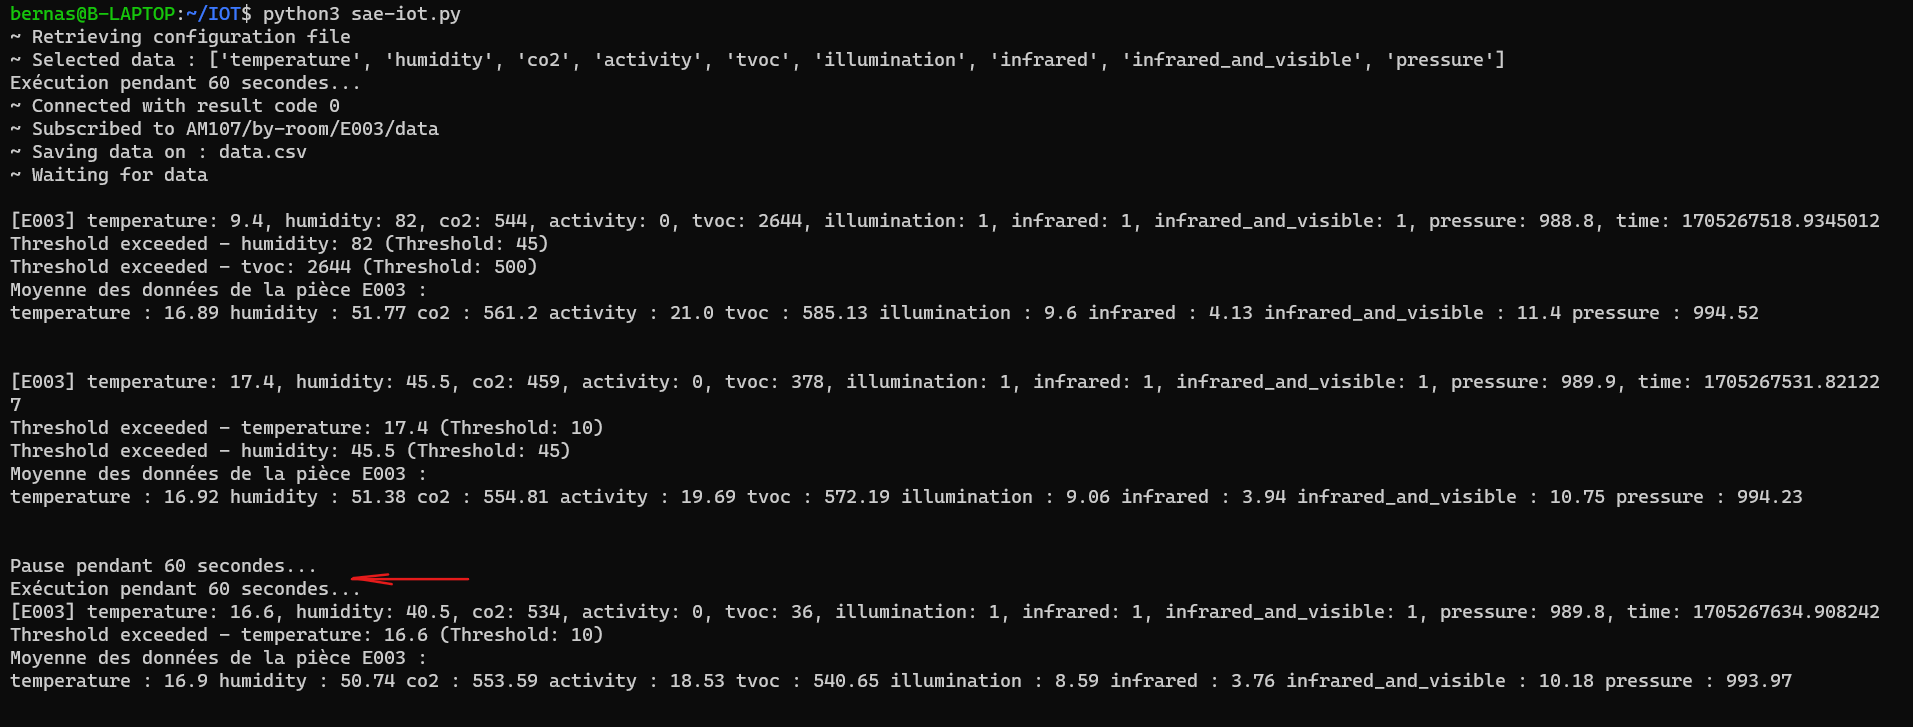 bernas@B-LAPTOP:~/IOT$ python3 sae-iot.py
~ Retrieving configuration file
~ Selected data : ['temperature', 'humidity', 'co2', 'activity', 'tvoc', 'illumination', 'infrared', 'infrared_and_visible', 'pressure']
Exécution pendant 60 secondes...
~ Connected with result code 0
~ Subscribed to AM107/by-room/E003/data
~ Saving data on : data.csv
~ Waiting for data
[E003] temperature: 9.4, humidity: 82, co2: 544, activity: 0, tvoc: 2644, illumination: 1, infrared: 1, infrared_and_visible: 1, pressure: 988.8, time: 1705267518.9345012
Threshold exceeded - humidity: 82 (Threshold: 45)
Threshold exceeded - tvoc: 2644 (Threshold: 500)
Moyenne des données de la pièce E003 :
temperature : 16.89 humidity : 51.77 co2 : 561.2 activity : 21.0 tvoc : 585.13 illumination : 9.6 infrared : 4.13 infrared_and_visible : 11.4 pressure : 994.52
[E003] temperature: 17.4, humidity: 45.5, co2: 459, activity: 0, tvoc: 378, illumination: 1, infrared: 1, infrared_and_visible: 1, pressure: 989.9, time: 1705267531.82122
7
Threshold exceeded - temperature: 17.4 (Threshold: 10)
Threshold exceeded - humidity: 45.5 (Threshold: 45)
Moyenne des données de la pièce E003 :
temperature : 16.92 humidity : 51.38 co2 : 554.81 activity : 19.69 tvoc : 572.19 illumination : 9.06 infrared : 3.94 infrared_and_visible : 10.75 pressure : 994.23
Pause pendant 60 secondes...
Exécution pendant 60 secondes...
[E003] temperature: 16.6, humidity: 40.5, co2: 534, activity: 0, tvoc: 36, illumination: 1, infrared: 1, infrared_and_visible: 1, pressure: 989.8, time: 1705267634.908242
Threshold exceeded - temperature: 16.6 (Threshold: 10)
Moyenne des données de la pièce E003 :
temperature : 16.9 humidity : 50.74 co2 : 553.59 activity : 18.53 tvoc : 540.65 illumination : 8.59 infrared : 3.76 infrared_and_visible : 10.18 pressure : 993.97